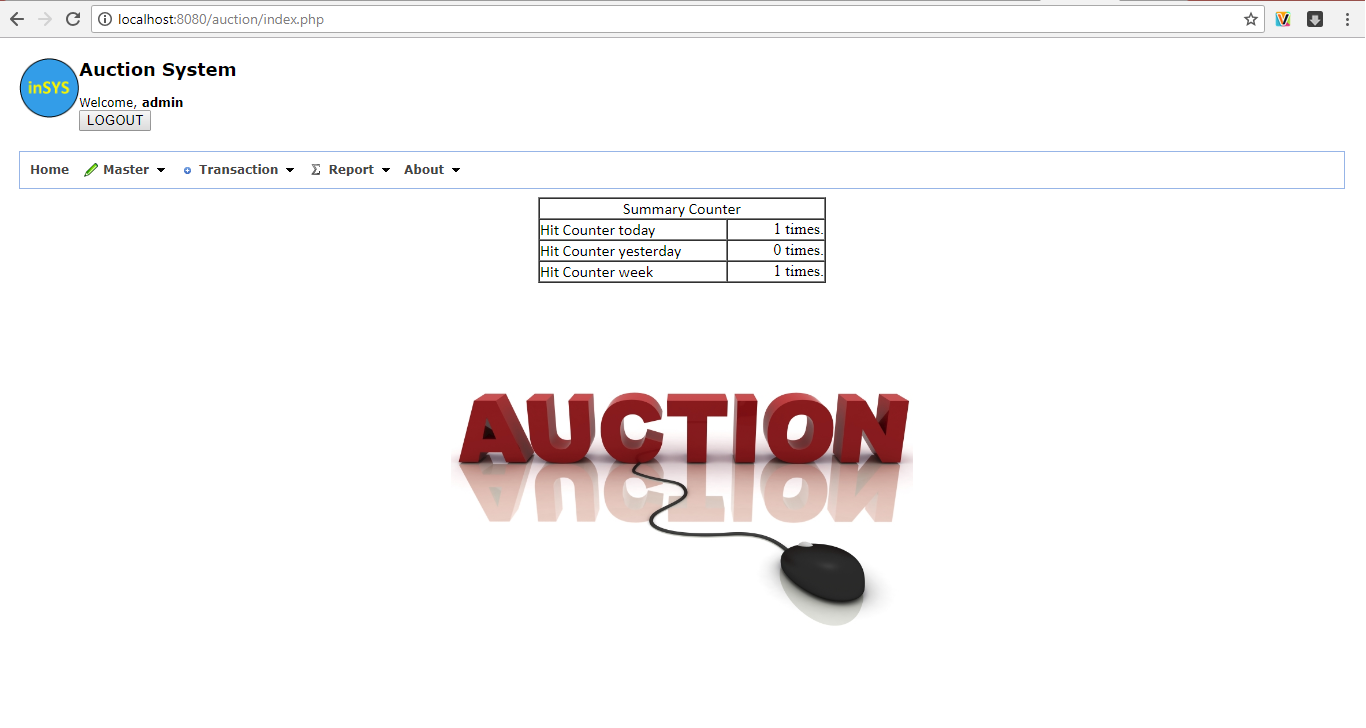 localhost:8080/auction/index.php
inSYS
Auction System
Welcome, admin
LOGOUT
Home Master Transaction Σ Report About
Summary Counter
Hit Counter today 1 times.
Hit Counter yesterday 0 times.
Hit Counter week 1 times.
AUCTION